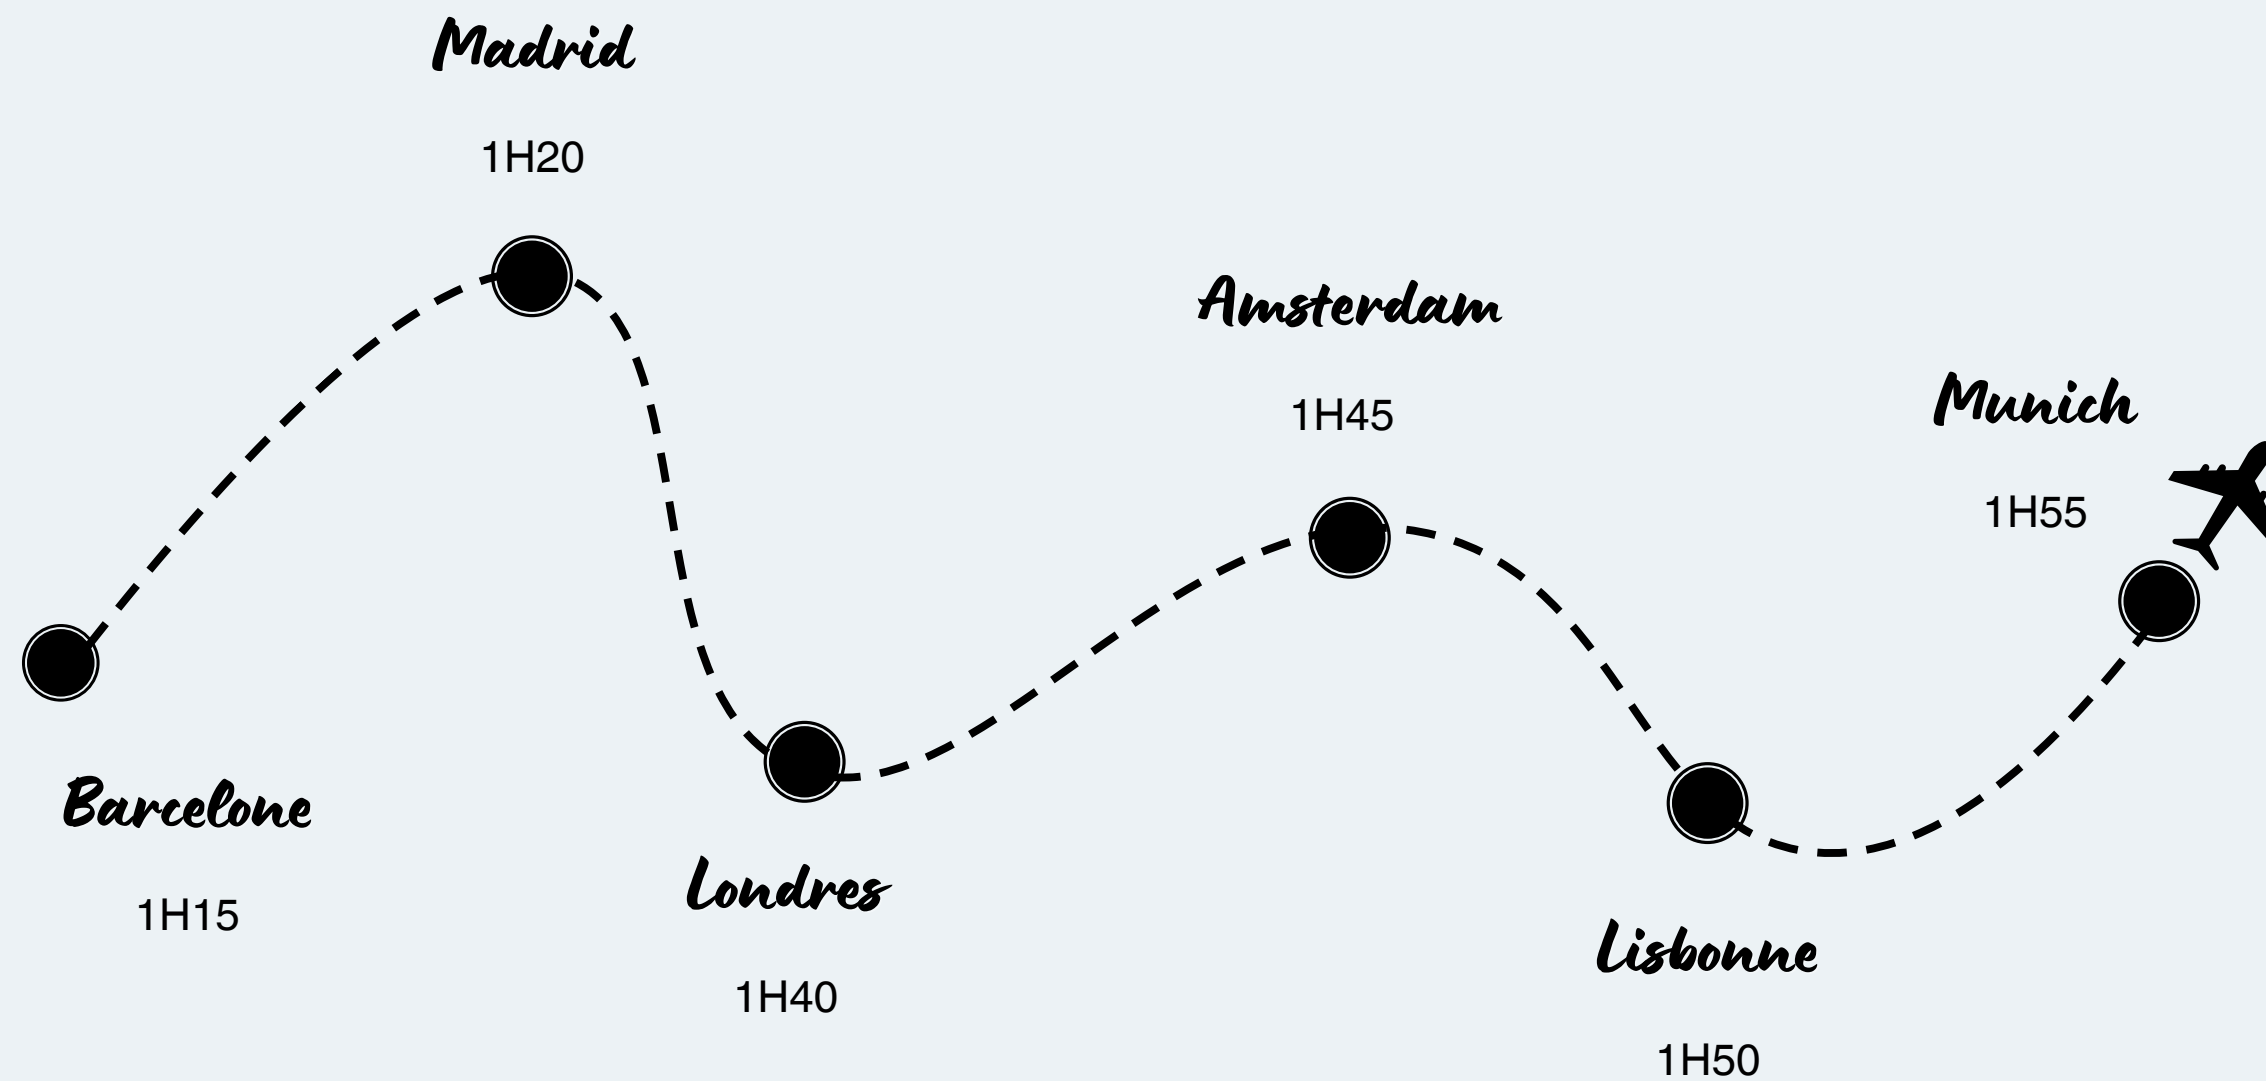 Madrid
1H20
Amsterdam
1H45
Munich
1H55
Barcelone
1H15
Londres
1H40
Lisbonne
1H50